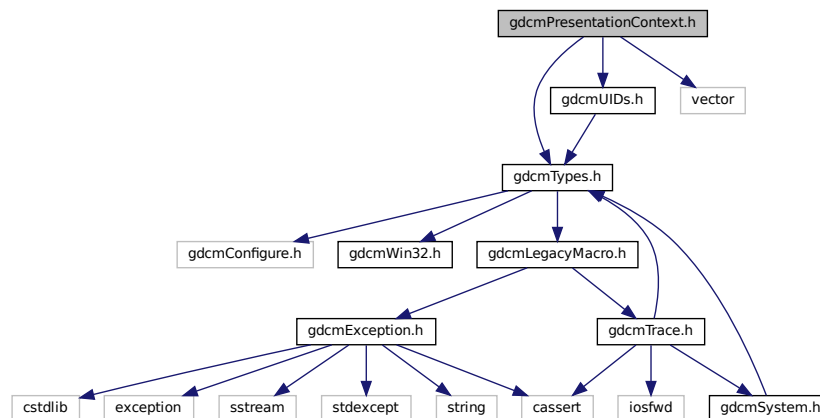 gdcmPresentationContext.h
gdcmUIDs.h
vector
gdcmTypes.h
gdcmConfigure.h
gdcmWin32.h
gdcmLegacyMacro.h
gdcmException.h
gdcmTrace.h
cstdlib
exception
sstream
stdexcept
string
cassert
iosfwd
gdcmSystem.h